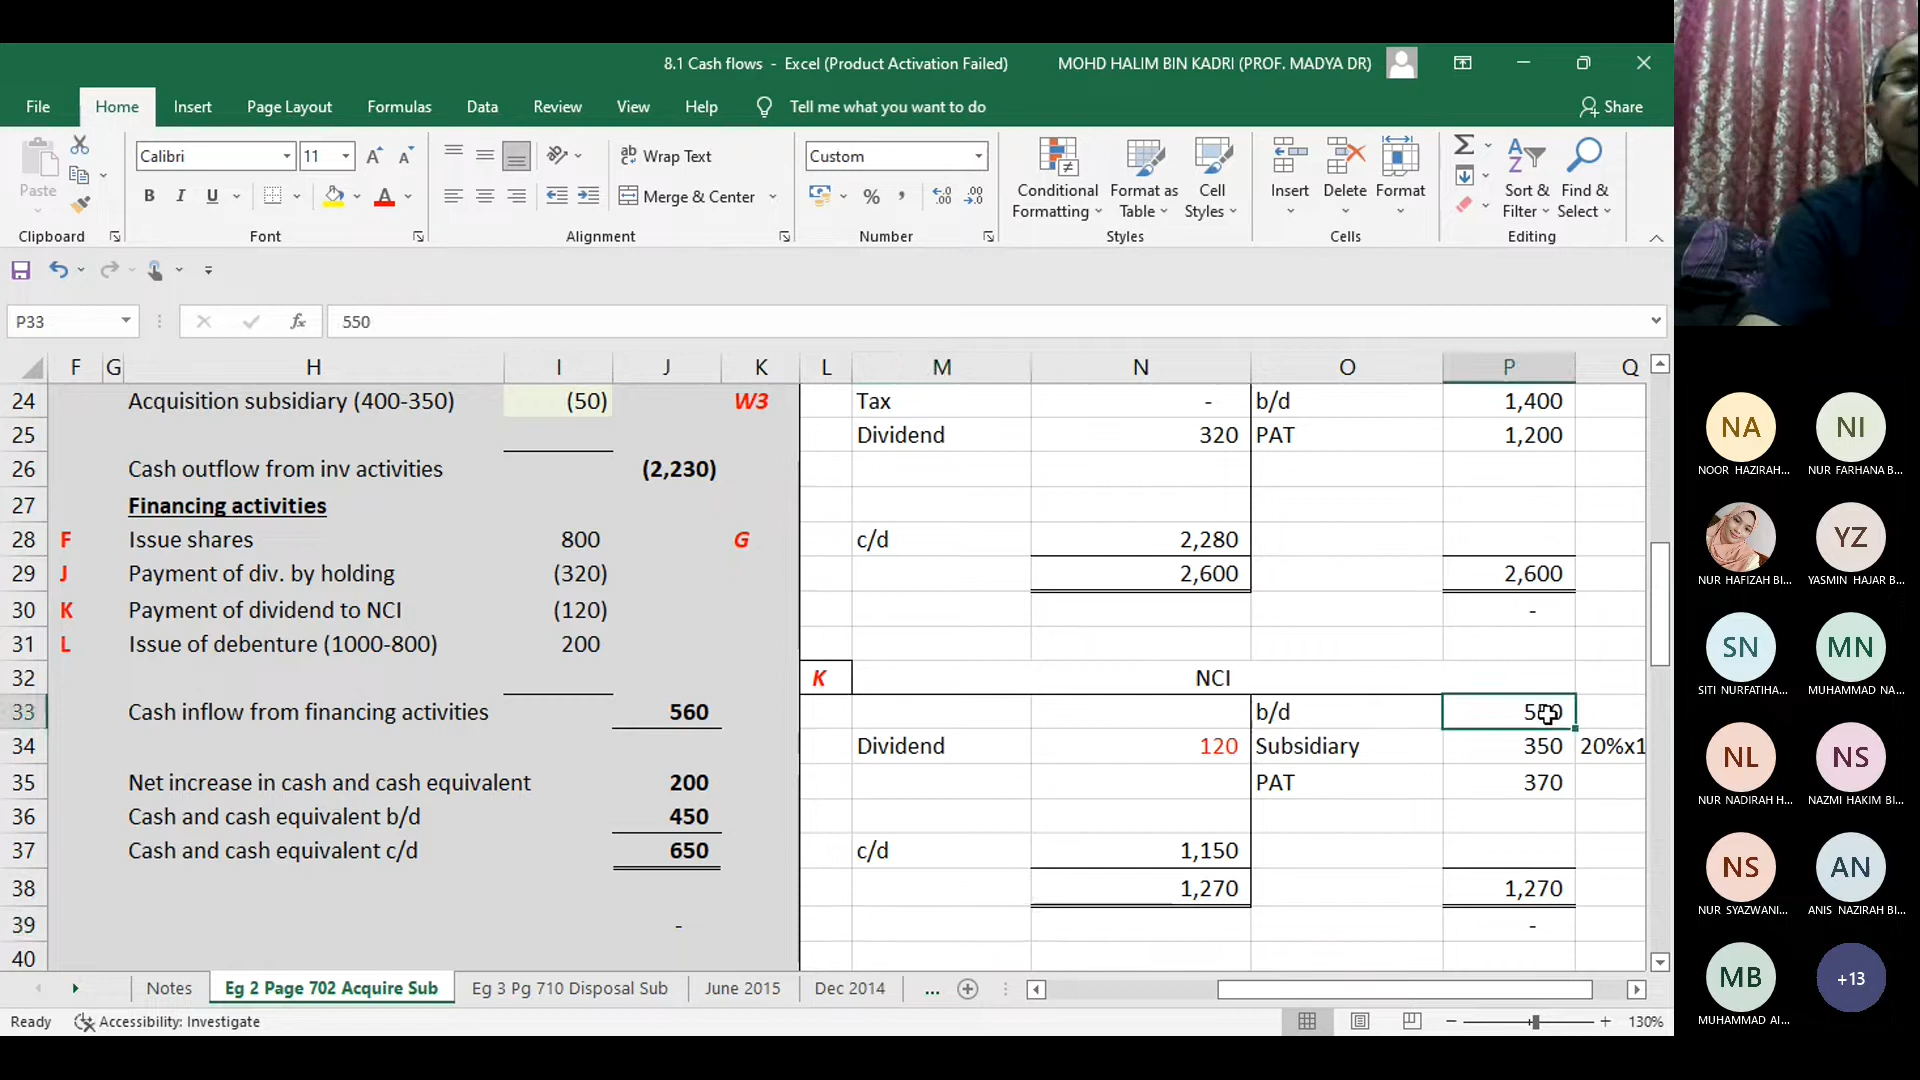 8.1 Cash flows - Excel (Product Activation Failed)
MOHD HALIM BIN KADRI (PROF. MADYA DR)
File Home Insert Page Layout Formulas Data Review View Help Tell me what you want to do Share
Paste
Clipboard
Calibri 11
B I U
Font
Wrap Text
Merge & Center
Alignment
Custom
%
Number
Conditional Formatting
Format as Table
Cell Styles
Styles
Insert Delete Format
Cells
Sort & Filter
Find & Select
Editing
P33 fx 550
F G H I J K L M N O P Q
24 Acquisition subsidiary (400-350) (50) W3 Tax - b/d 1,400
25 Dividend 320 PAT 1,200
26 Cash outflow from inv activities (2,230)
27 Financing activities
28 F Issue shares 800 G c/d 2,280
29 J Payment of div. by holding (320) 2,600 2,600
30 K Payment of dividend to NCI (120) -
31 L Issue of debenture (1000-800) 200
32 K NCI
33 Cash inflow from financing activities 560 b/d 550
34 Dividend 120 Subsidiary 350 20%x1
35 Net increase in cash and cash equivalent 200 PAT 370
36 Cash and cash equivalent b/d 450
37 Cash and cash equivalent c/d 650 c/d 1,150
38 1,270 1,270
39 - -
40
Notes Eg 2 Page 702 Acquire Sub Eg 3 Pg 710 Disposal Sub June 2015 Dec 2014 ...
Ready Accessibility: Investigate 130%
NA NI
NOOR HAZIRAH... NUR FARHANA B...
YZ
NUR HAFIZAH BI... YASMIN HAJAR B...
SN MN
SITI NURFATIHA... MUHAMMAD NA...
NL NS
NUR NADIRAH H... NAZMI HAKIM BI...
NS AN
NUR SYAZWANI... ANIS NAZIRAH BI...
MB +13
MUHAMMAD AI...